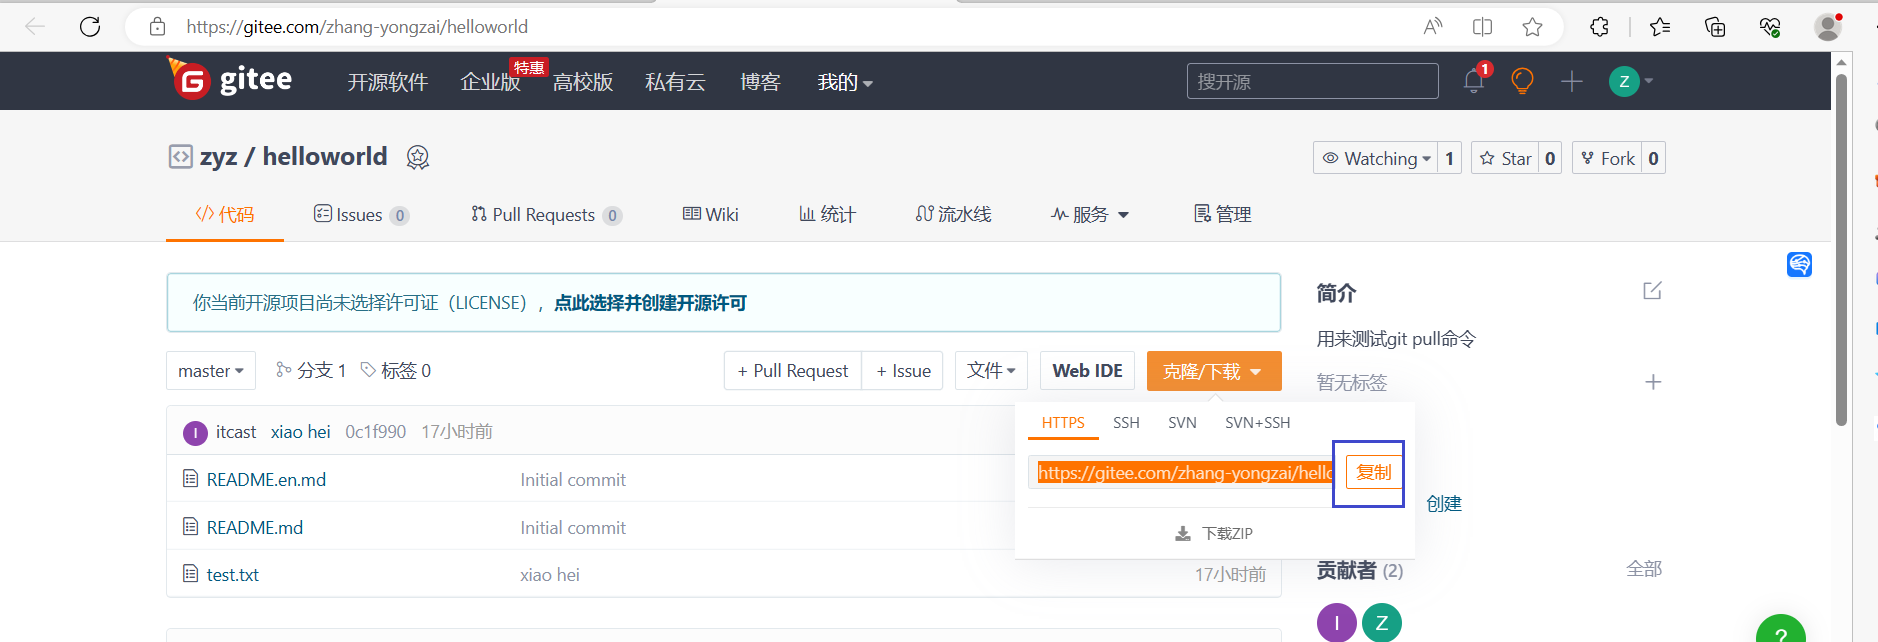 https://gitee.com/zhang-yongzai/helloworld
gitee 开源软件 企业版 特惠 高校版 私有云 博客 我的 搜开源 1 Z
zyz / helloworld Watching 1 Star 0 Fork 0
代码 Issues 0 Pull Requests 0 Wiki 统计 流水线 服务 管理
你当前开源项目尚未选择许可证（LICENSE），点此选择并创建开源许可
简介
用来测试git pull命令
master 分支 1 标签 0 + Pull Request + Issue 文件 Web IDE 克隆/下载
暂无标签
HTTPS SSH SVN SVN+SSH
I itcast xiao hei 0c1f990 17小时前
https://gitee.com/zhang-yongzai/hello 复制
README.en.md Initial commit
创建
README.md Initial commit
下载ZIP
test.txt xiao hei 17小时前
贡献者 (2) 全部
I Z
?